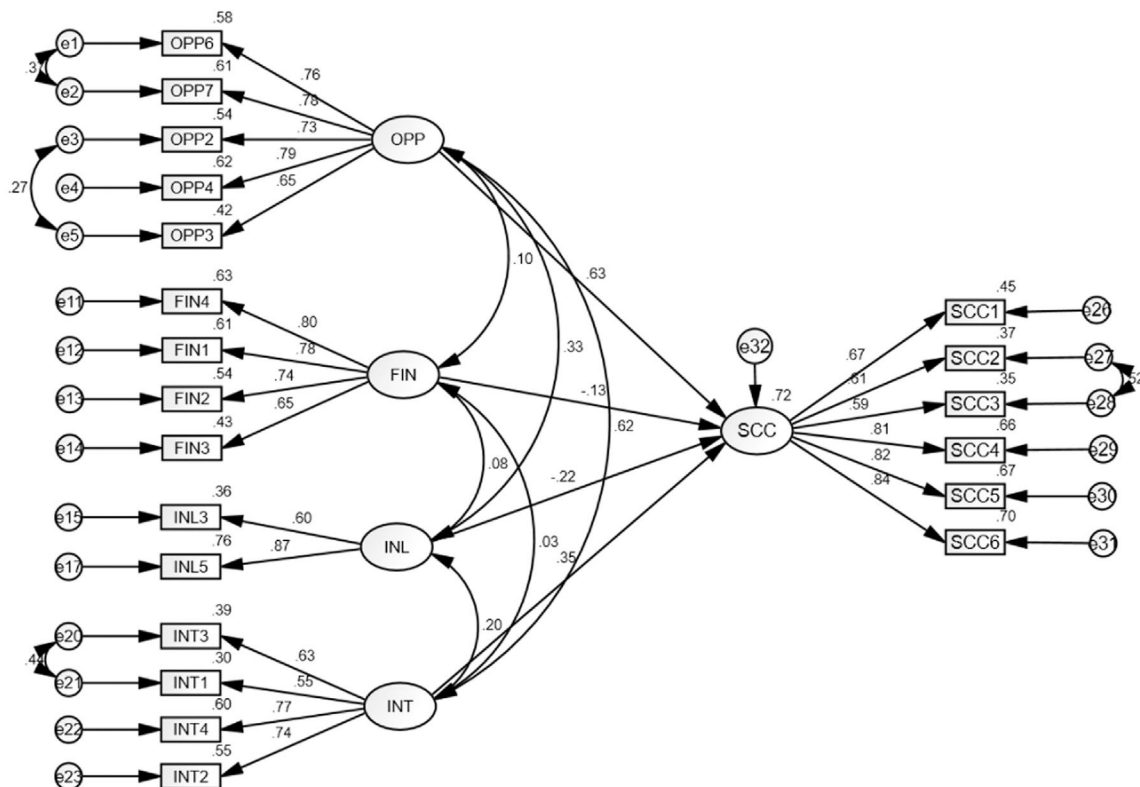 .58
e1 OPP6
.3
.76
.61
e2 OPP7
.78
.54
e3 OPP2 .73 OPP
.62
.79
.27 e4 OPP4
.65
.42
e5 OPP3
.10
.63
.63
e11 FIN4
.80
.61
e12 FIN1
.78
.54
e13 FIN2 .74 FIN
.65
.43
e14 FIN3
.33
-.13
.62
e32
.72
SCC
.45
SCC1 e26
.67
.37
SCC2 e27
.61
.52
.35
.59 SCC3 e28
.66
.81 SCC4 e29
.67
.82 SCC5 e30
.84
.70
SCC6 e31
.08
-.22
.36
e15 INL3 .60
.76
INL
e17 INL5 .87
.03
.35
.20
.39
e20 INT3
.63
.44
.30
e21 INT1 .55
.60
.77 INT
e22 INT4
.74
.55
e23 INT2